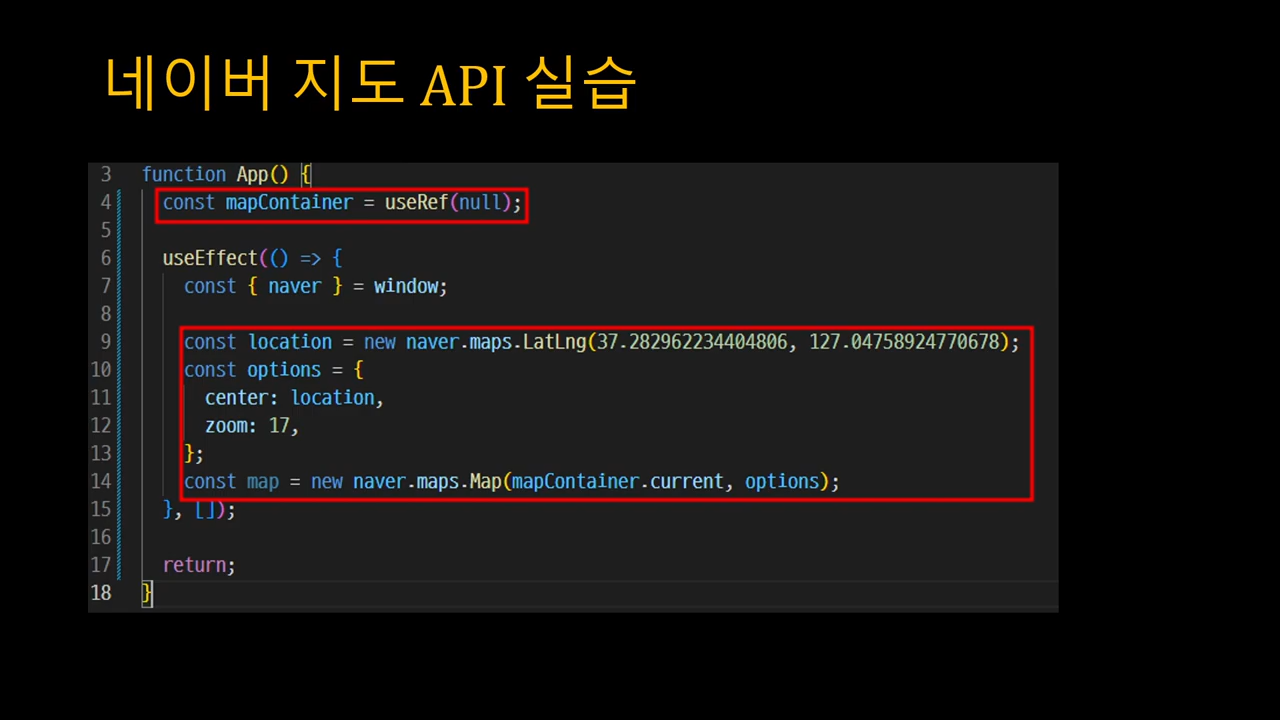 네이버 지도 API 실습
3 function App() {
4 const mapContainer = useRef(null);
5
6 useEffect(() => {
7 const { naver } = window;
8
9 const location = new naver.maps.LatLng(37.282962234404806, 127.04758924770678);
10 const options = {
11 center: location,
12 zoom: 17,
13 };
14 const map = new naver.maps.Map(mapContainer.current, options);
15 }, []);
16
17 return;
18 }